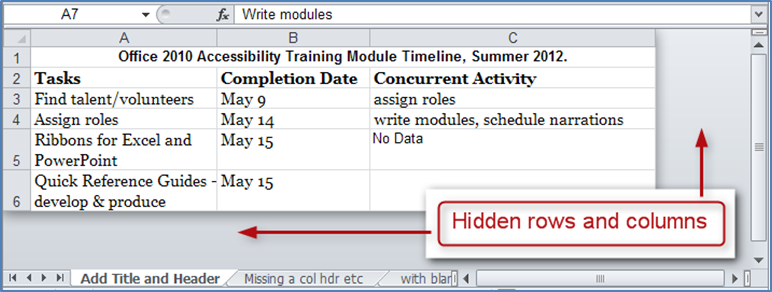 A7 fx Write modules
A B C
1 Office 2010 Accessibility Training Module Timeline, Summer 2012.
2 Tasks Completion Date Concurrent Activity
3 Find talent/volunteers May 9 assign roles
4 Assign roles May 14 write modules, schedule narrations
Ribbons for Excel and May 15 No Data
5 PowerPoint
Quick Reference Guides - May 15
6 develop & produce
Hidden rows and columns
Add Title and Header Missing a col hdr etc with blan